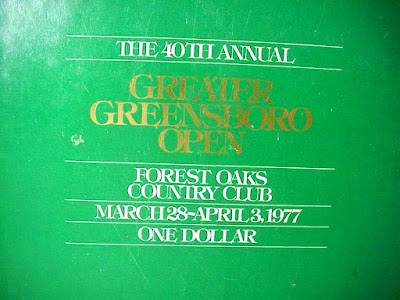 THE 40TH ANNUAL
GREATER
GREENSBORO
OPEN
FOREST OAKS
COUNTRY CLUB
MARCH 28-APRIL 3, 1977
ONE DOLLAR